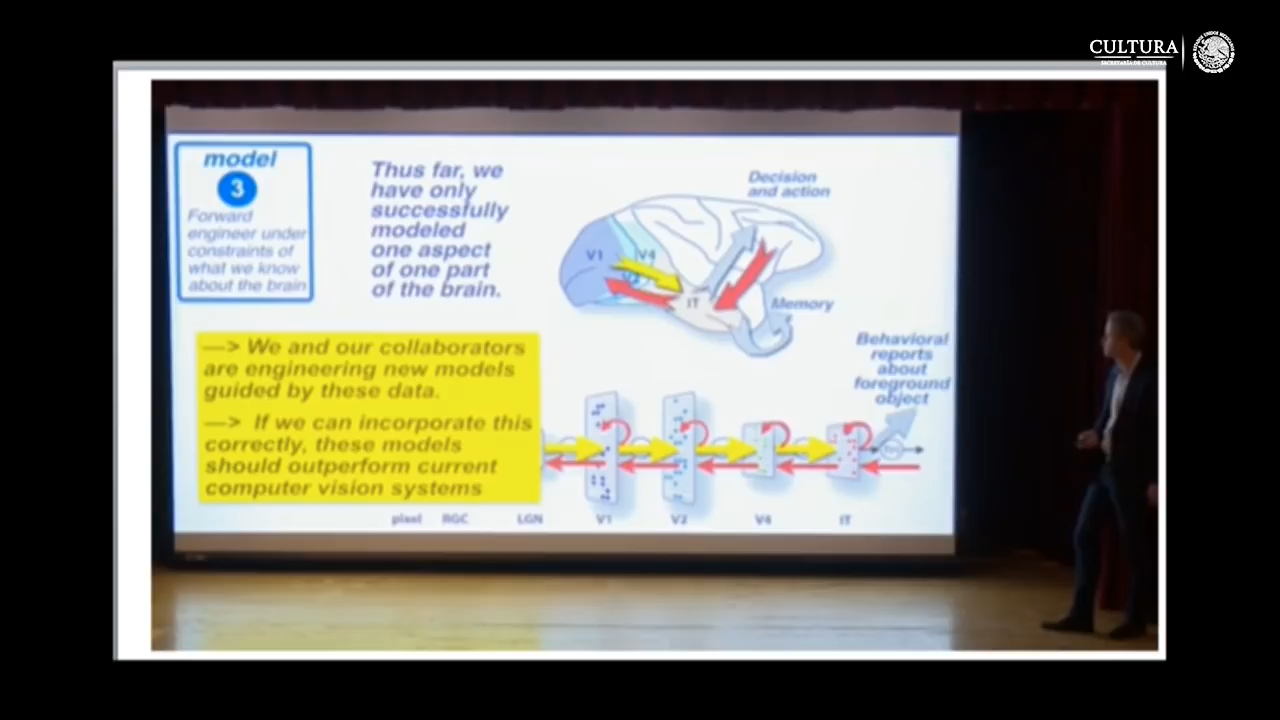 CULTURA
SECRETARÍA DE CULTURA
model
3
Forward
engineer under
constraints of
what we know
about the brain
Thus far, we
have only
successfully
modeled
one aspect
of one part
of the brain.
Decision
and action
V1
V4
IT
Memory
—> We and our collaborators
are engineering new models
guided by these data.
—> If we can incorporate this
correctly, these models
should outperform current
computer vision systems
Behavioral
reports
about
foreground
object
pixel RGC LGN V1 V2 V4 IT